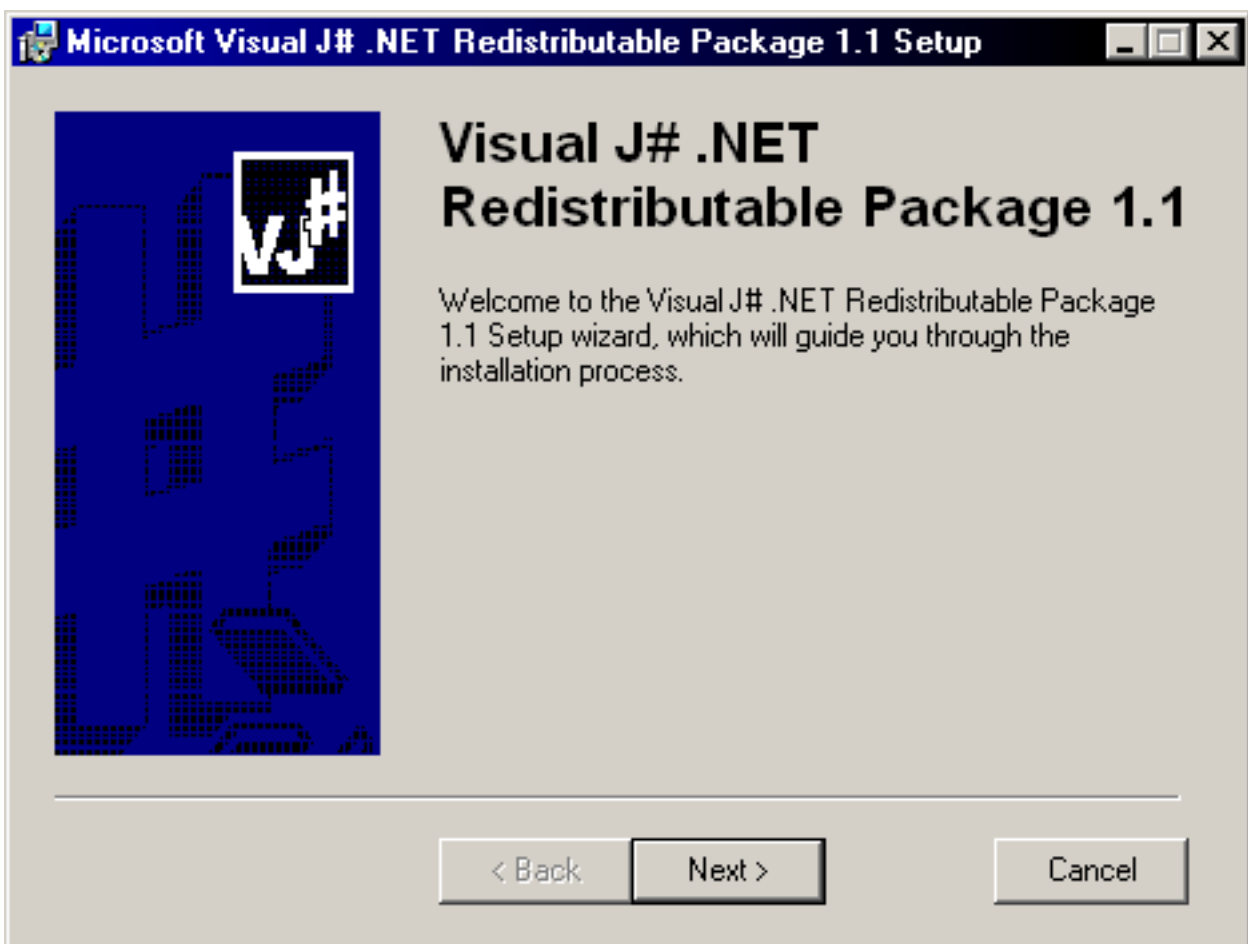 Microsoft Visual J# .NET Redistributable Package 1.1 Setup
VJ#
Visual J# .NET
Redistributable Package 1.1
Welcome to the Visual J# .NET Redistributable Package
1.1 Setup wizard, which will guide you through the
installation process.
< Back
Next >
Cancel